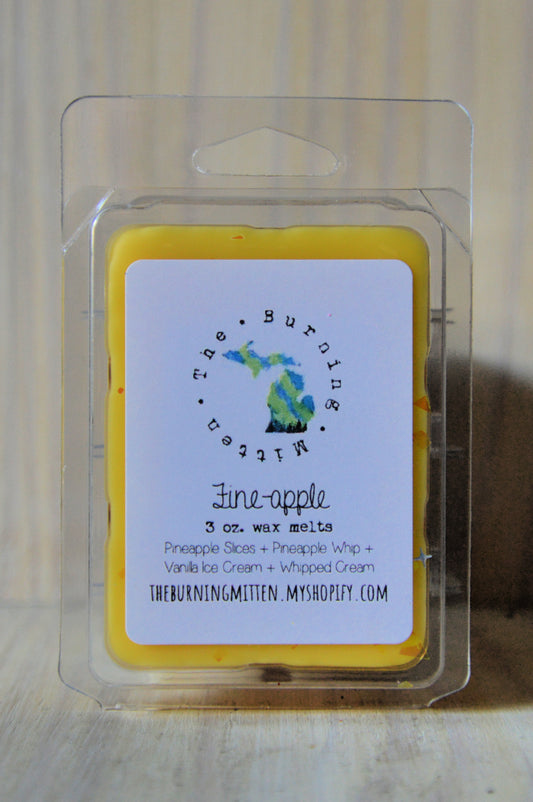 The • Burning • Mitten •
Fine-apple
3 oz. wax melts
Pineapple Slices + Pineapple Whip +
Vanilla Ice Cream + Whipped Cream
THEBURNINGMITTEN.MYSHOPIFY.COM